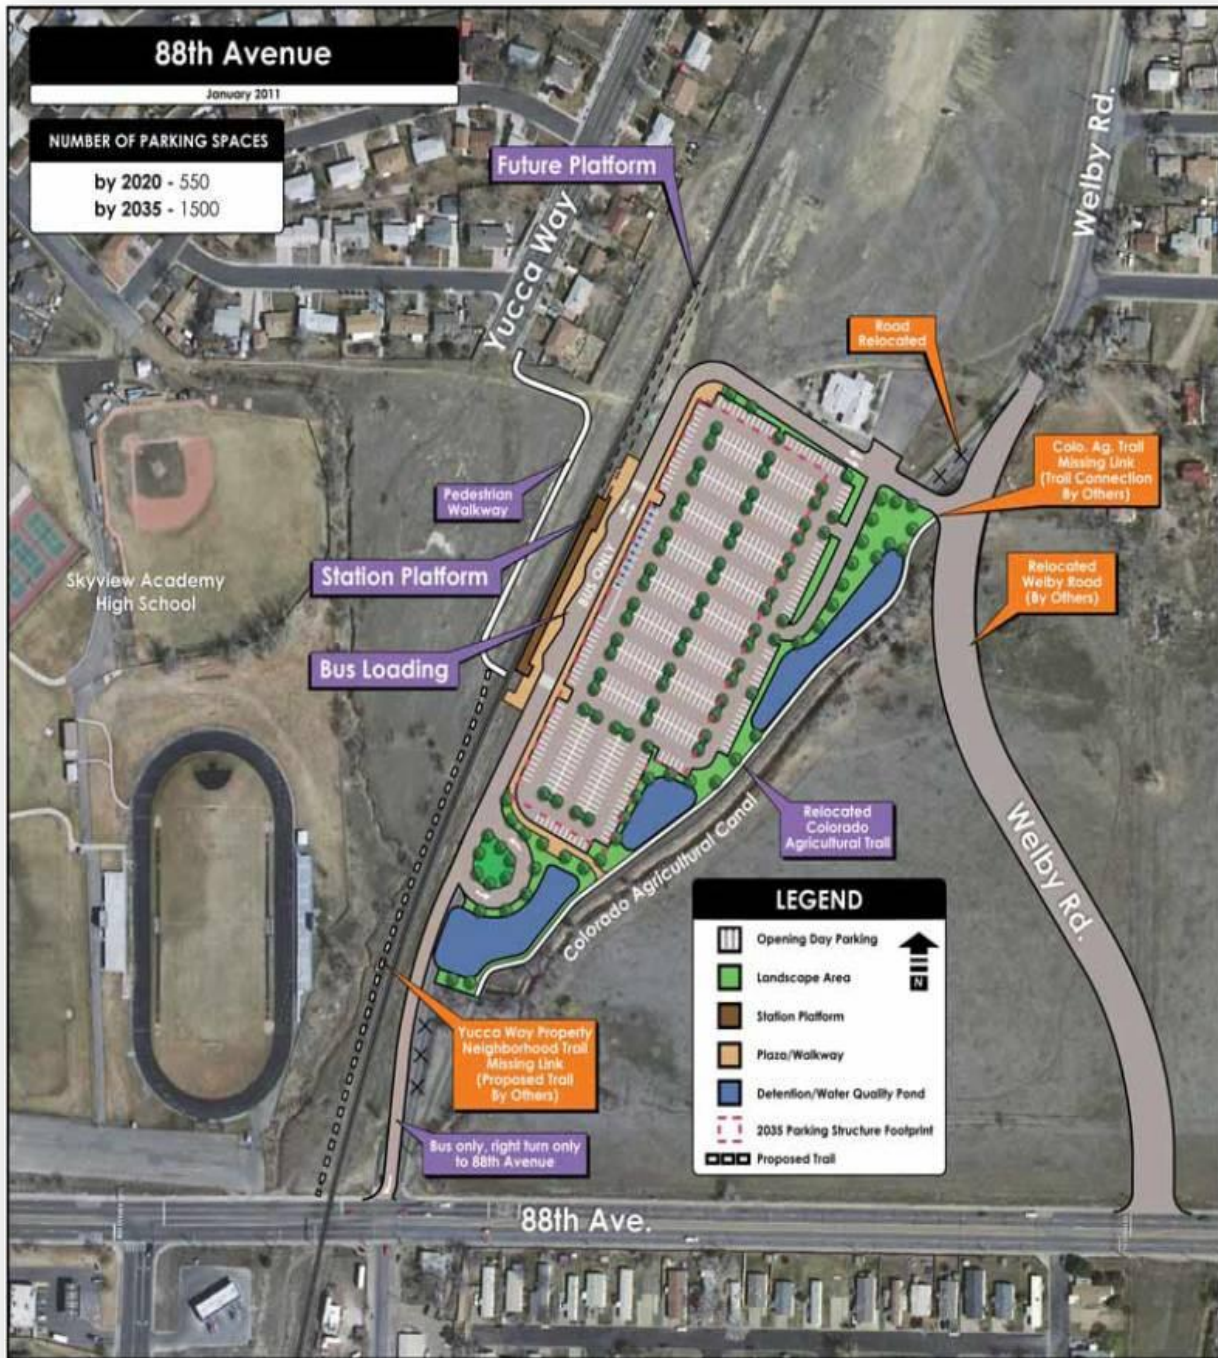 88th Avenue
January 2011
NUMBER OF PARKING SPACES
by 2020 - 550
by 2035 - 1500
Future Platform
Yucca Way
Welby Rd.
Road
Relocated
Colo. Ag. Trail
Missing Link
(Trail Connection
By Others)
Pedestrian
Walkway
Station Platform
BUS ONLY
Skyview Academy
High School
Relocated
Welby Road
(By Others)
Bus Loading
Relocated
Colorado
Agricultural Trail
Colorado Agricultural Canal
Welby Rd.
LEGEND
Opening Day Parking
Landscape Area
N
Station Platform
Plaza/Walkway
Detention/Water Quality Pond
2035 Parking Structure Footprint
Proposed Trail
Yucca Way Property
Neighborhood Trail
Missing Link
(Proposed Trail
By Others)
Bus only, right turn only
to 88th Avenue
88th Ave.